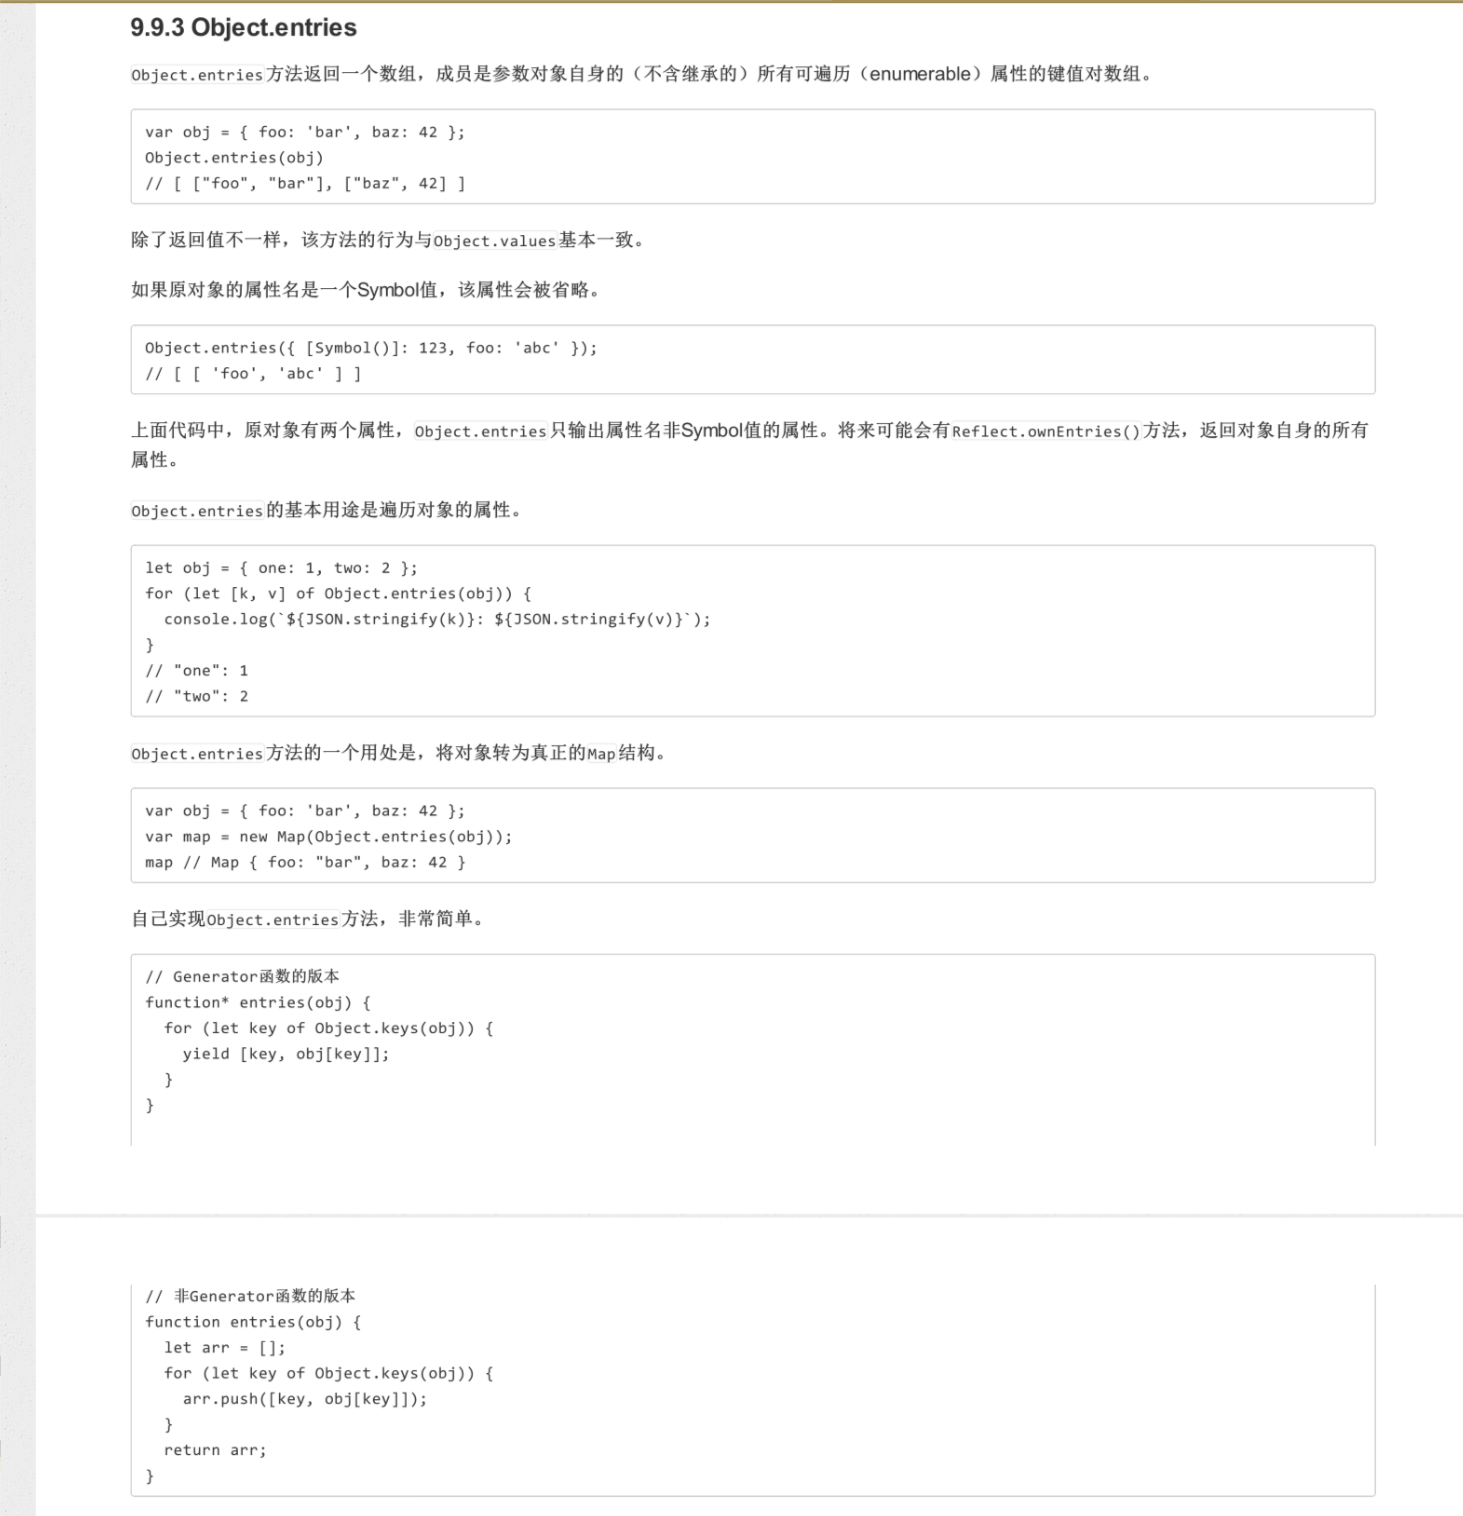 9.9.3 Object.entries
Object.entries方法返回一个数组，成员是参数对象自身的（不含继承的）所有可遍历（enumerable）属性的键值对数组。
var obj = { foo: 'bar', baz: 42 };
Object.entries(obj)
// [ ["foo", "bar"], ["baz", 42] ]
除了返回值不一样，该方法的行为与Object.values基本一致。
如果原对象的属性名是一个Symbol值，该属性会被省略。
Object.entries({ [Symbol()]: 123, foo: 'abc' });
// [ [ 'foo', 'abc' ] ]
上面代码中，原对象有两个属性，Object.entries只输出属性名非Symbol值的属性。将来可能会有Reflect.ownEntries()方法，返回对象自身的所有
属性。
Object.entries的基本用途是遍历对象的属性。
let obj = { one: 1, two: 2 };
for (let [k, v] of Object.entries(obj)) {
  console.log(`${JSON.stringify(k)}: ${JSON.stringify(v)}`);
}
// "one": 1
// "two": 2
Object.entries方法的一个用处是，将对象转为真正的Map结构。
var obj = { foo: 'bar', baz: 42 };
var map = new Map(Object.entries(obj));
map // Map { foo: "bar", baz: 42 }
自己实现Object.entries方法，非常简单。
// Generator函数的版本
function* entries(obj) {
  for (let key of Object.keys(obj)) {
    yield [key, obj[key]];
  }
}
// 非Generator函数的版本
function entries(obj) {
  let arr = [];
  for (let key of Object.keys(obj)) {
    arr.push([key, obj[key]]);
  }
  return arr;
}